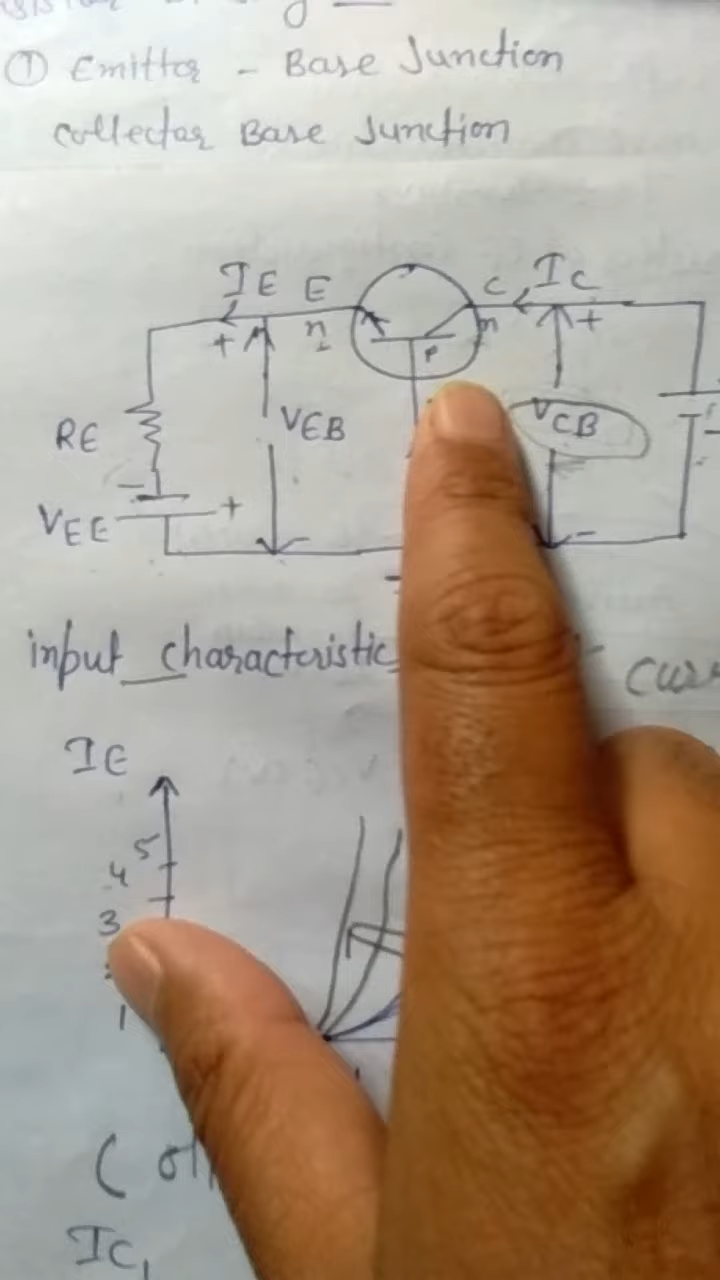 ① Emitter - Base Junction
Collector Base Junction
IE E C IC
+ n n +
P
RE VEB VCB
- -
VEE + -
input characteristic
IE
5
4
3
1
IC